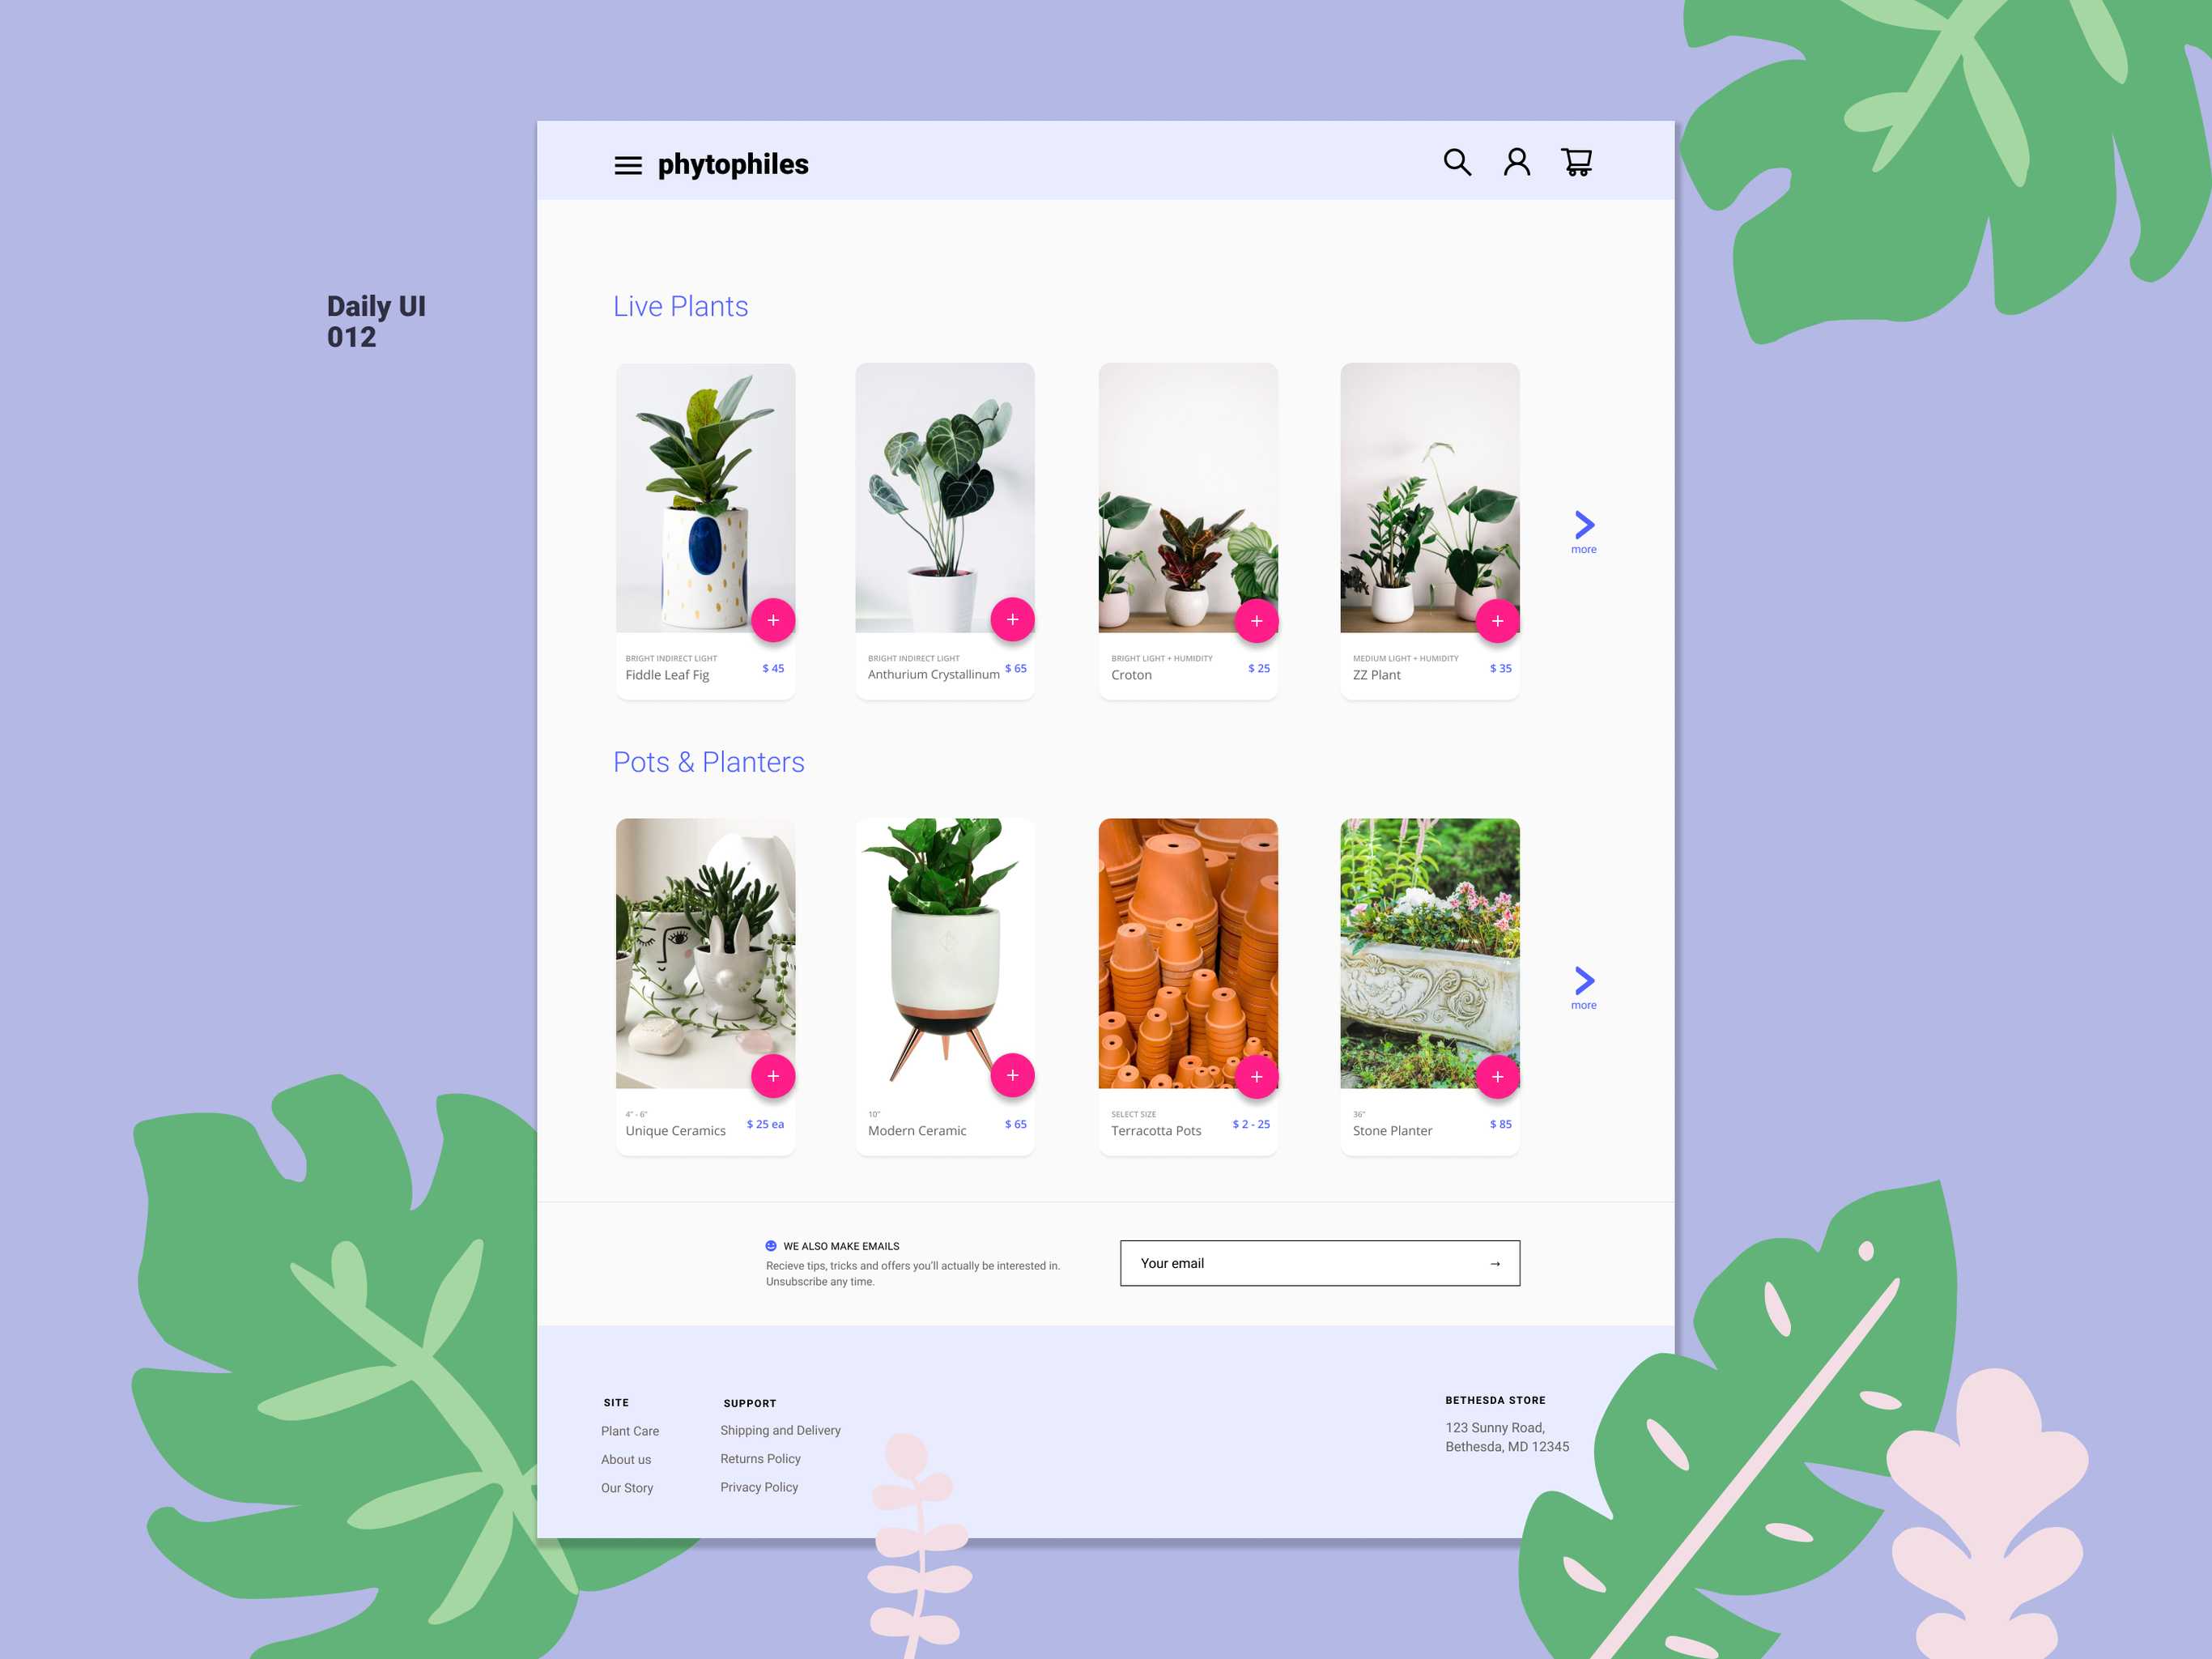 phytophiles
Daily UI
012
Live Plants
BRIGHT INDIRECT LIGHT
Fiddle Leaf Fig
$ 45
BRIGHT INDIRECT LIGHT
Anthurium Crystallinum
$ 65
BRIGHT LIGHT + HUMIDITY
Croton
$ 25
MEDIUM LIGHT + HUMIDITY
ZZ Plant
$ 35
more
Pots & Planters
4" - 6"
Unique Ceramics
$ 25 ea
10"
Modern Ceramic
$ 65
SELECT SIZE
Terracotta Pots
$ 2 - 25
36"
Stone Planter
$ 85
more
WE ALSO MAKE EMAILS
Recieve tips, tricks and offers you'll actually be interested in.
Unsubscribe any time.
Your email →
SITE
Plant Care
About us
Our Story
SUPPORT
Shipping and Delivery
Returns Policy
Privacy Policy
BETHESDA STORE
123 Sunny Road,
Bethesda, MD 12345